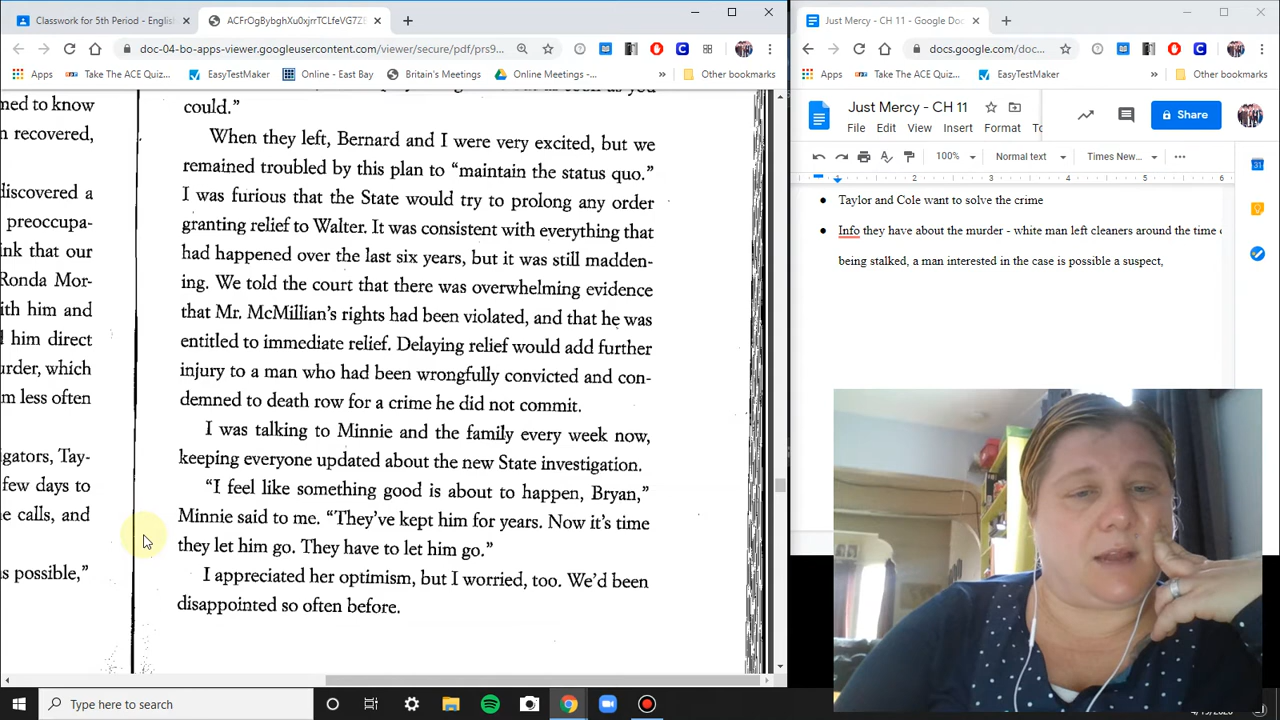 Classwork for 5th Period - English
ACFrOgBybghXu0xjrrTCLfeVG7ZE
doc-04-bo-apps-viewer.googleusercontent.com/viewer/secure/pdf/prs9...
Apps
Take The ACE Quiz...
EasyTestMaker
Online - East Bay
Britain's Meetings
Online Meetings -...
»
Other bookmarks
med to know
n recovered,
discovered a
preoccupa-
ink that our
Ronda Mor-
ith him and
d him direct
urder, which
m less often
gators, Tay-
few days to
e calls, and
s possible,"
could."
When they left, Bernard and I were very excited, but we
remained troubled by this plan to "maintain the status quo."
I was furious that the State would try to prolong any order
granting relief to Walter. It was consistent with everything that
had happened over the last six years, but it was still madden-
ing. We told the court that there was overwhelming evidence
that Mr. McMillian's rights had been violated, and that he was
entitled to immediate relief. Delaying relief would add further
injury to a man who had been wrongfully convicted and con-
demned to death row for a crime he did not commit.
I was talking to Minnie and the family every week now,
keeping everyone updated about the new State investigation.
"I feel like something good is about to happen, Bryan,"
Minnie said to me. "They've kept him for years. Now it's time
they let him go. They have to let him go."
I appreciated her optimism, but I worried, too. We'd been
disappointed so often before.
Just Mercy - CH 11 - Google Doc
docs.google.com/doc...
Apps
Take The ACE Quiz...
EasyTestMaker
»
Other bookmarks
Just Mercy - CH 11
Share
File Edit View Insert Format To
100%
Normal text
Times New...
1 2 3 4 5 6
• Taylor and Cole want to solve the crime
• Info they have about the murder - white man left cleaners around the time o
being stalked, a man interested in the case is possible a suspect,
Type here to search